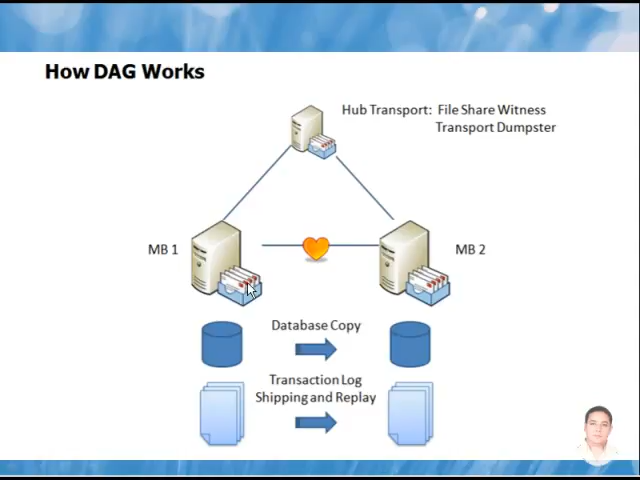 How DAG Works
Hub Transport:  File Share Witness
Transport Dumpster
MB 1
MB 2
Database Copy
Transaction Log
Shipping and Replay